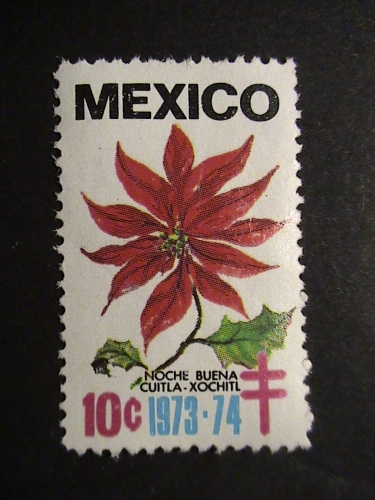 MEXICO
NOCHE BUENA
CUITLA-XOCHITL
10¢ 1973·74